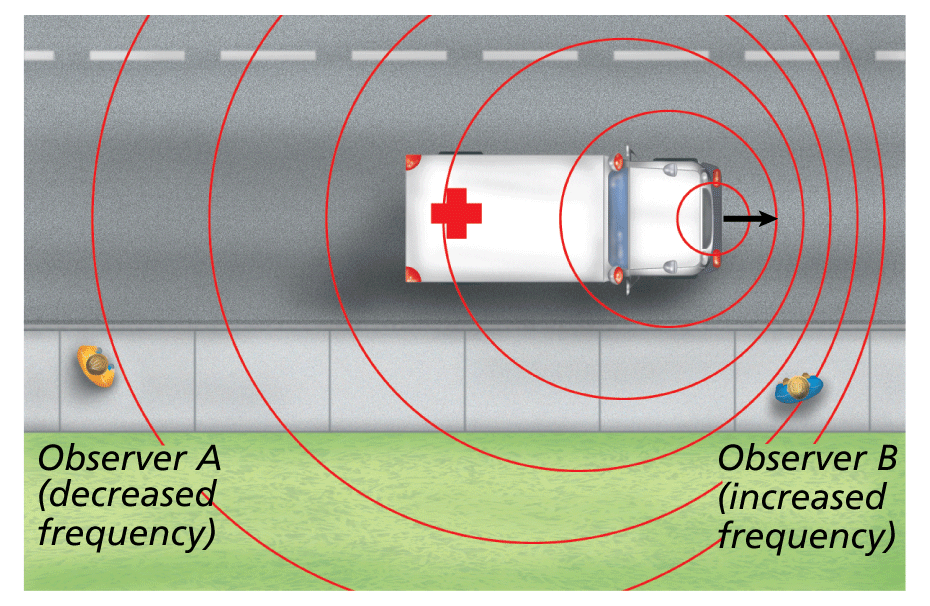 Observer A
(decreased
frequency)
Observer B
(increased
frequency)